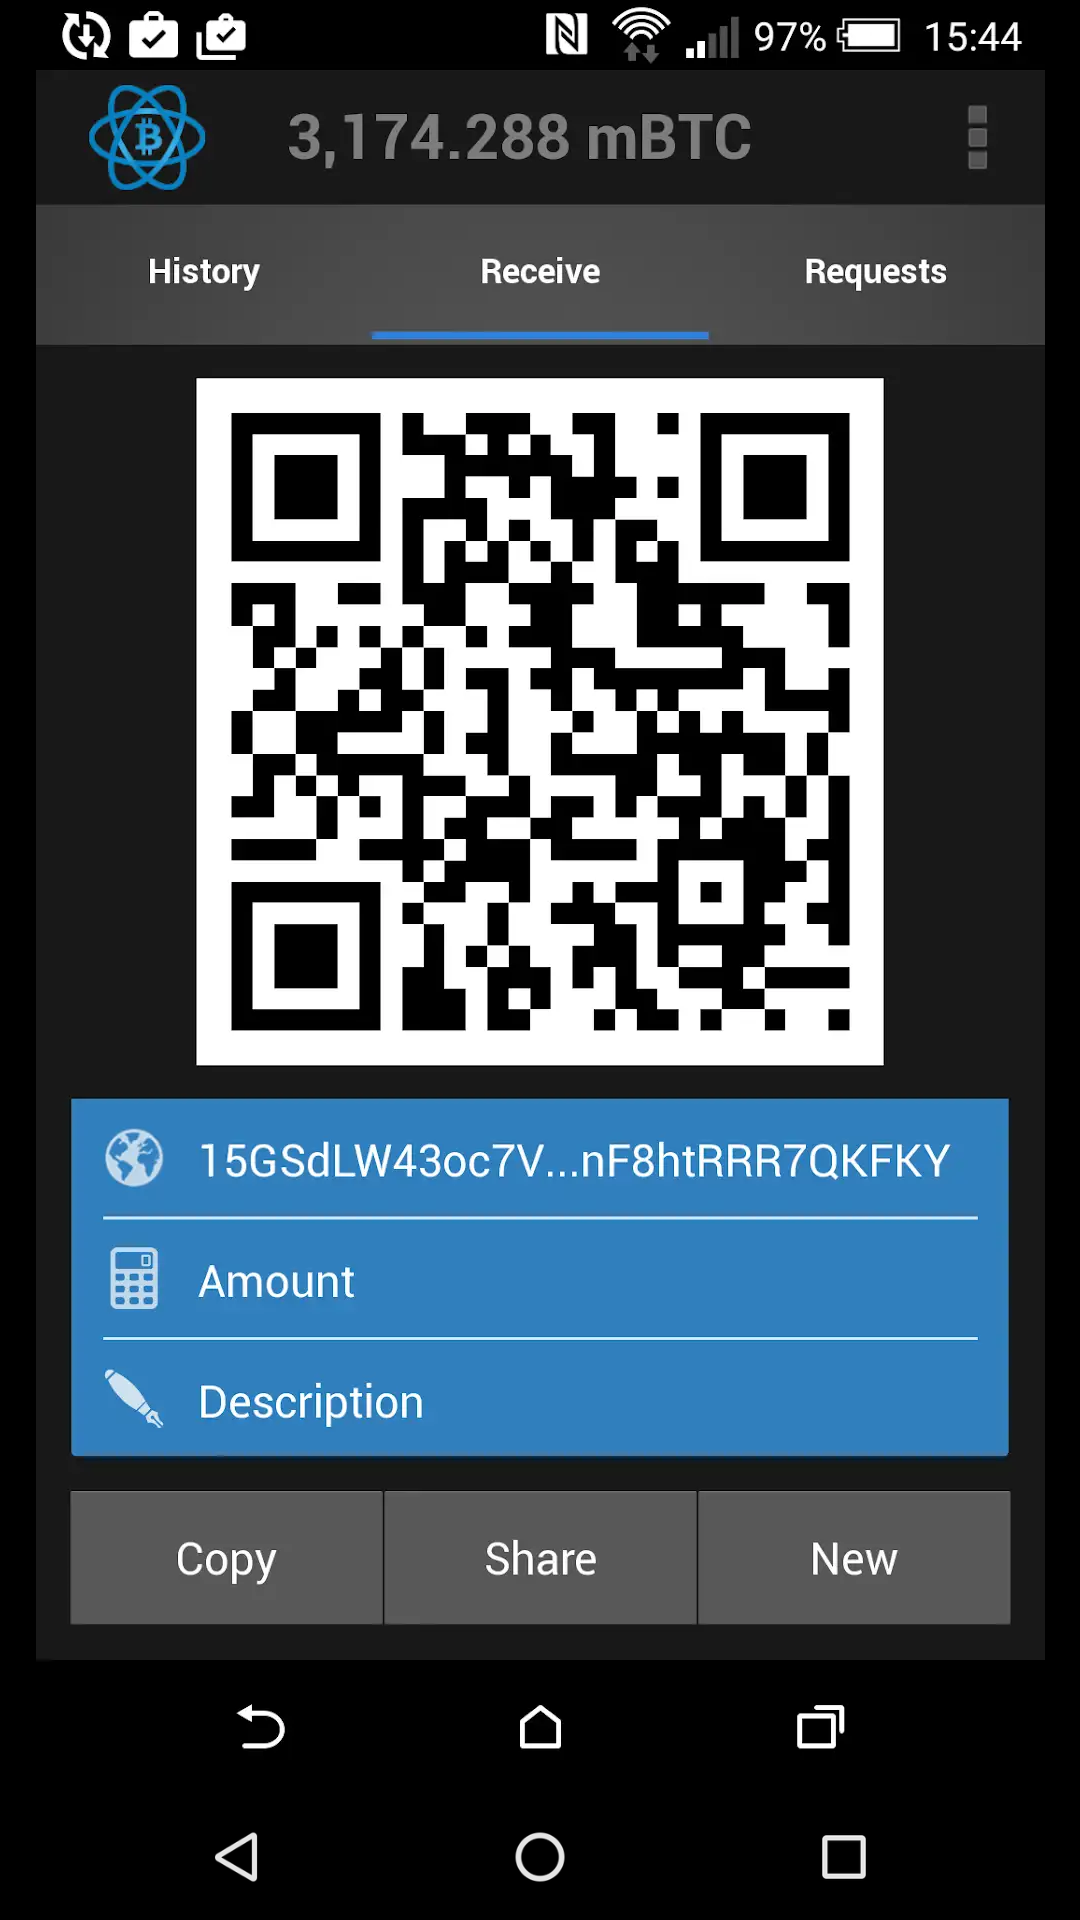 97% 15:44
3,174.288 mBTC
History Receive Requests
15GSdLW43oc7V...nF8htRRR7QKFKY
Amount
Description
Copy Share New